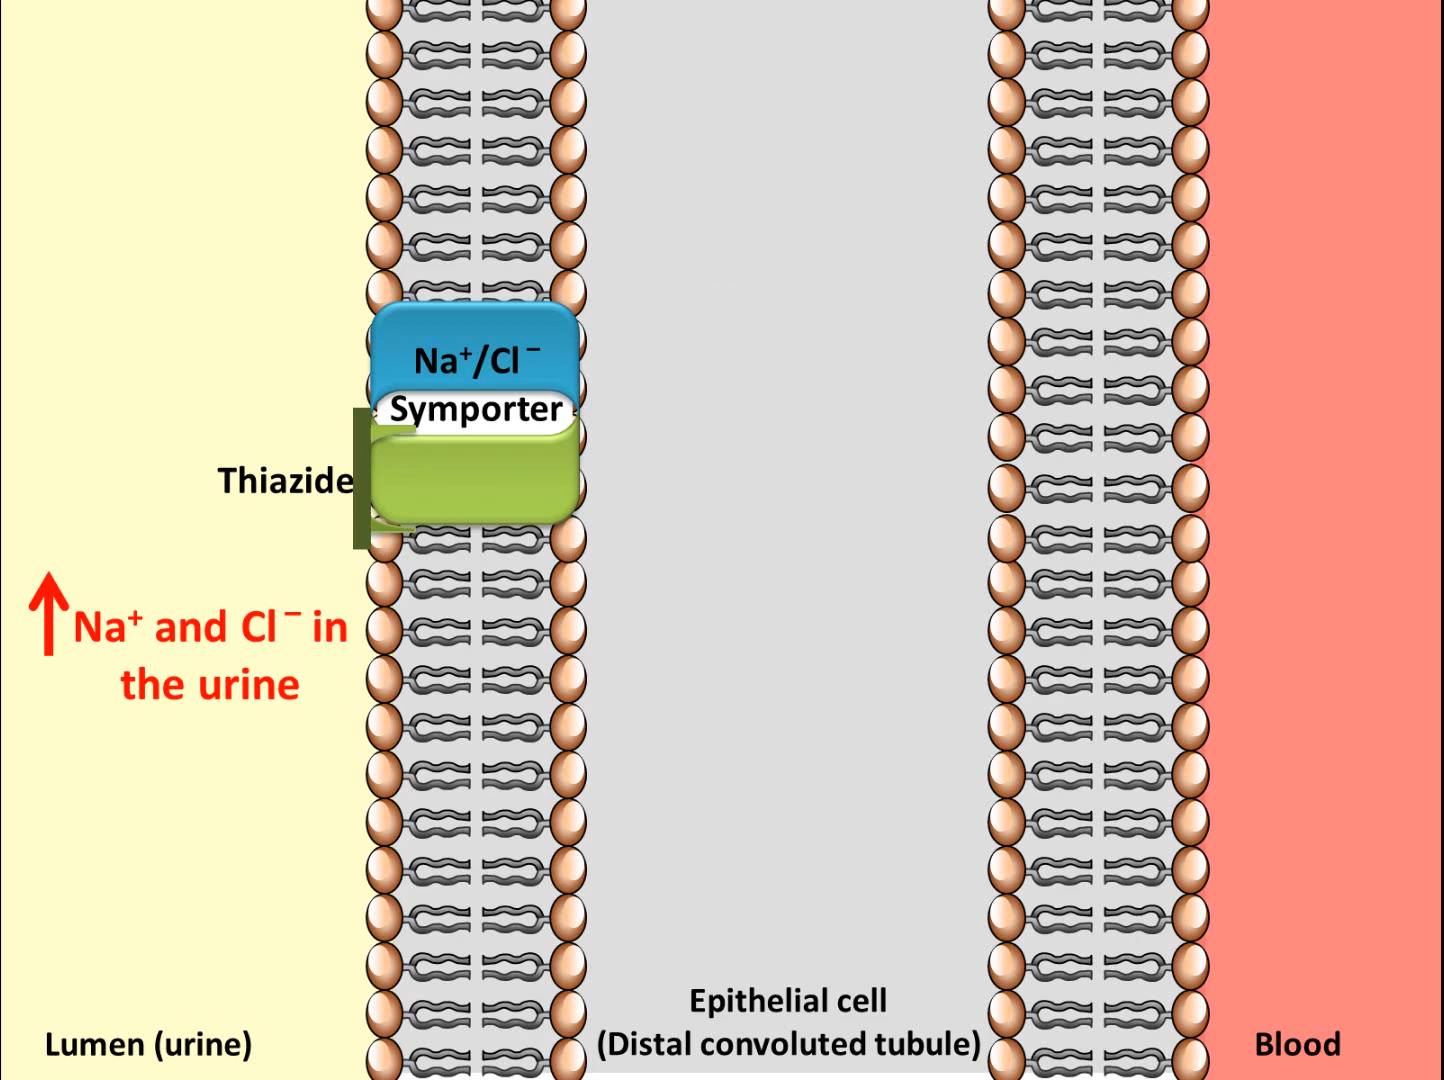 Na⁺/Cl⁻
Symporter
Thiazide
Na⁺ and Cl⁻ in
the urine
Lumen (urine)
Epithelial cell
(Distal convoluted tubule)
Blood